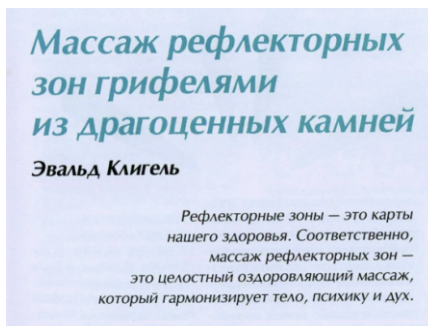 Массаж рефлекторных
зон грифелями
из драгоценных камней
Эвальд Клигель
Рефлекторные зоны — это карты
нашего здоровья. Соответственно,
массаж рефлекторных зон —
это целостный оздоровляющий массаж,
который гармонизирует тело, психику и дух.